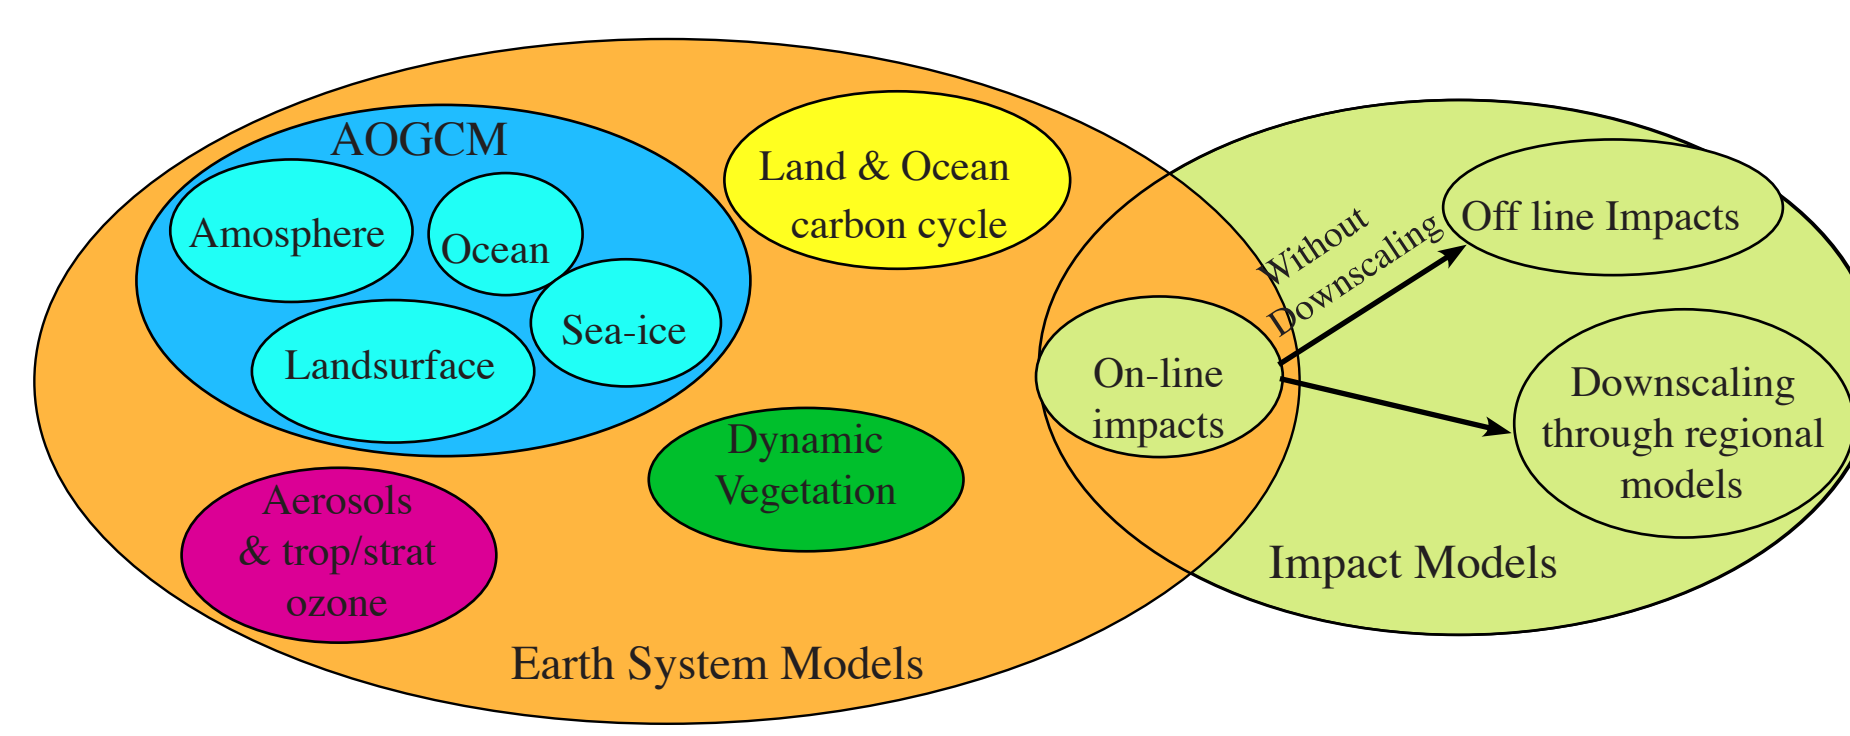 AOGCM
Amosphere
Ocean
Sea-ice
Landsurface
Land & Ocean
carbon cycle
Dynamic
Vegetation
Aerosols
& trop/strat
ozone
Earth System Models
On-line
impacts
Without
Downscaling
Off line Impacts
Downscaling
through regional
models
Impact Models